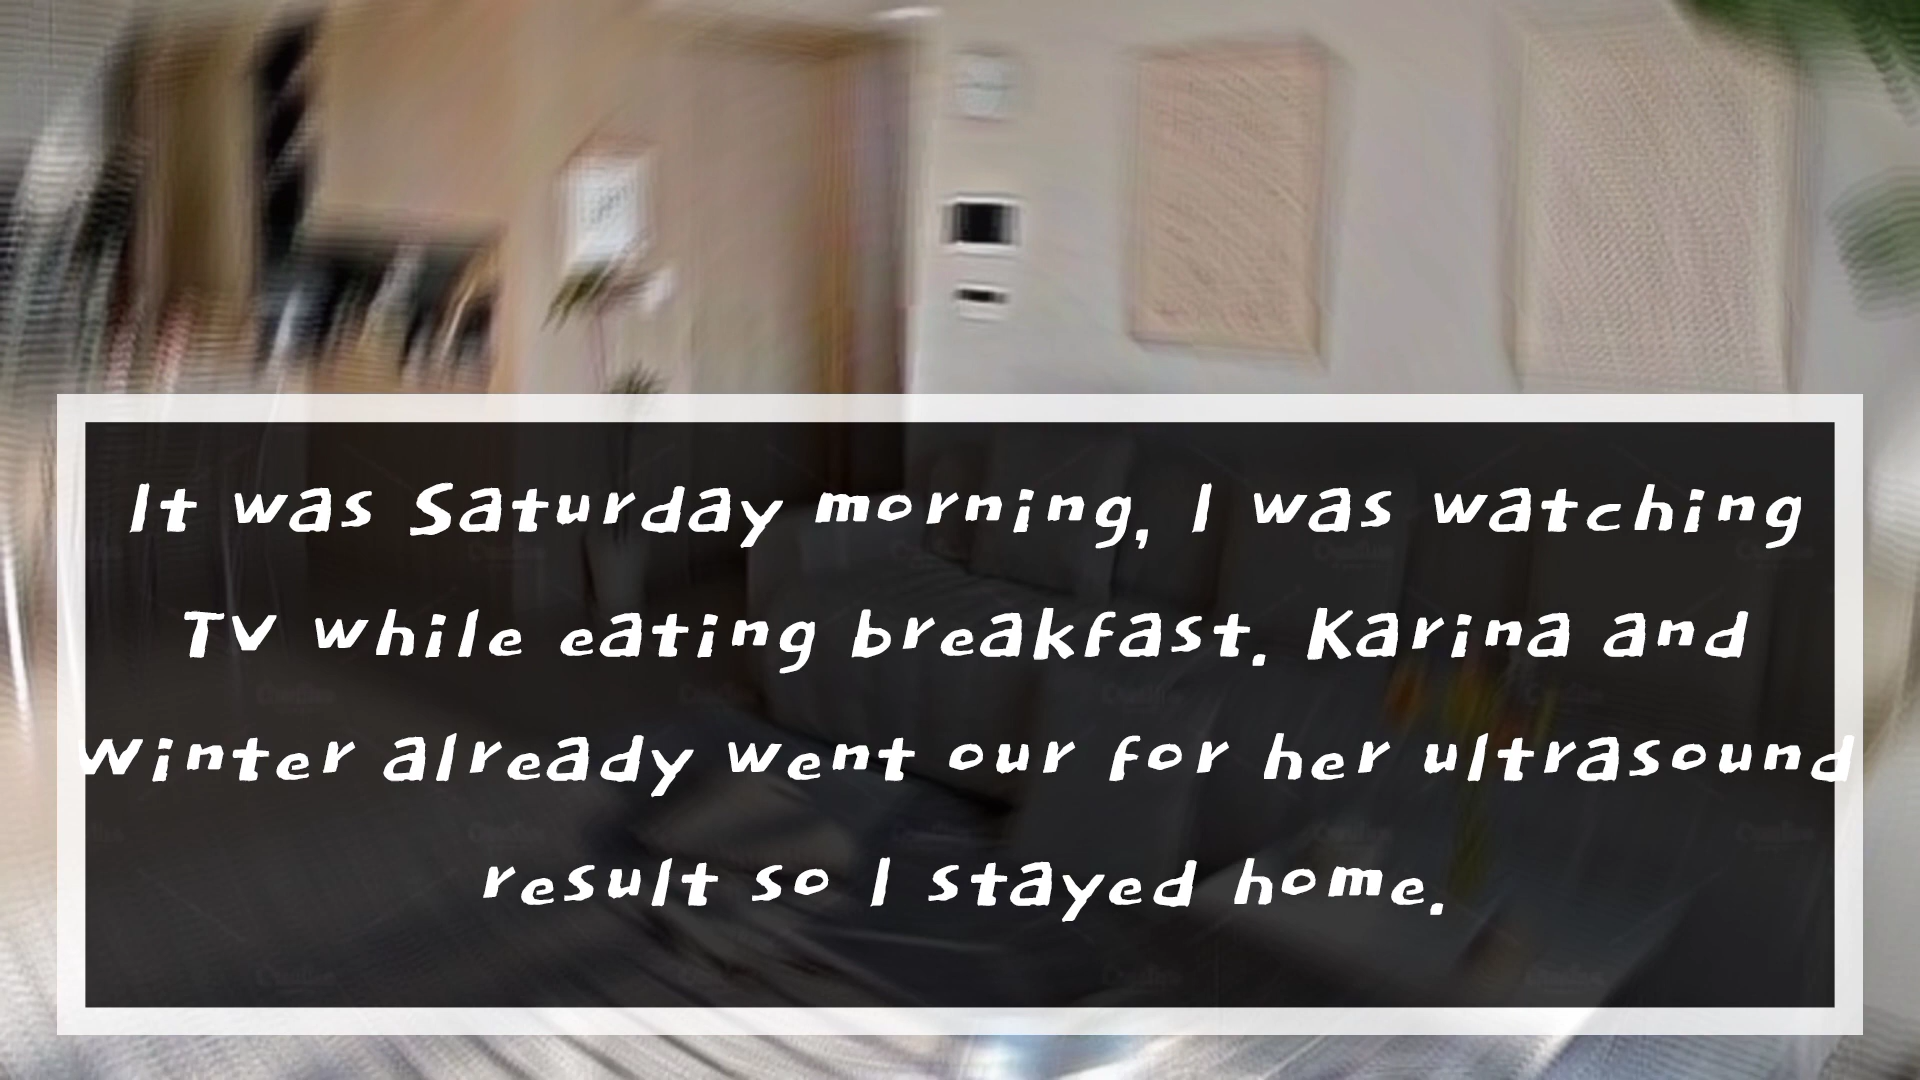 It was Saturday morning, I was watching
TV while eating breakfast. Karina and
Winter already went our for her ultrasound
result so I stayed home.